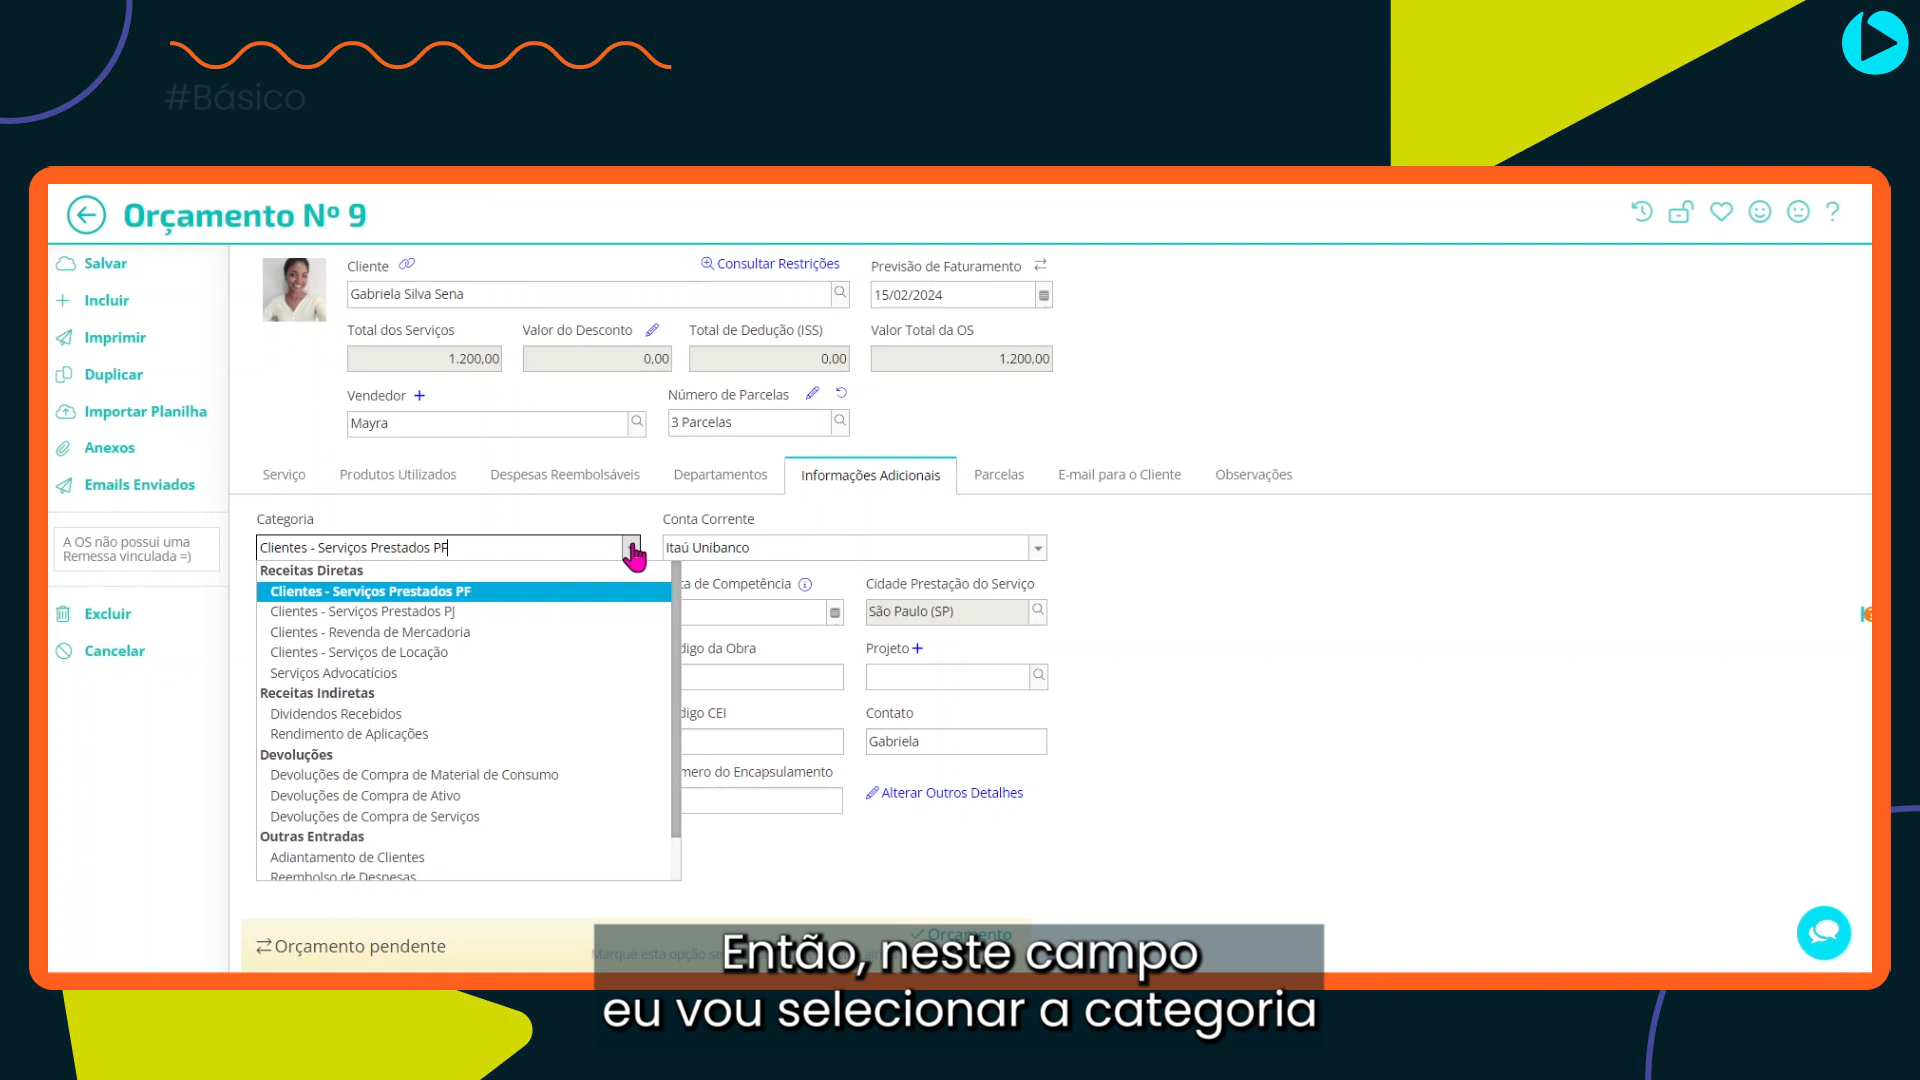 #Básico
Orçamento Nº 9
?
Salvar
Incluir
Imprimir
Duplicar
Importar Planilha
Anexos
Emails Enviados
A OS não possui uma
Remessa vinculada =)
Excluir
Cancelar
Cliente
Consultar Restrições
Previsão de Faturamento
Gabriela Silva Sena
15/02/2024
Total dos Serviços
Valor do Desconto
Total de Dedução (ISS)
Valor Total da OS
1.200,00
0,00
0,00
1.200,00
Vendedor
Número de Parcelas
Mayra
3 Parcelas
Serviço
Produtos Utilizados
Despesas Reembolsáveis
Departamentos
Informações Adicionais
Parcelas
E-mail para o Cliente
Observações
Categoria
Conta Corrente
Clientes - Serviços Prestados PF
Itaú Unibanco
Receitas Diretas
Clientes - Serviços Prestados PF
Clientes - Serviços Prestados PJ
Clientes - Revenda de Mercadoria
Clientes - Serviços de Locação
Serviços Advocatícios
Receitas Indiretas
Dividendos Recebidos
Rendimento de Aplicações
Devoluções
Devoluções de Compra de Material de Consumo
Devoluções de Compra de Ativo
Devoluções de Compra de Serviços
Outras Entradas
Adiantamento de Clientes
Reembolso de Despesas
ta de Competência
Cidade Prestação do Serviço
São Paulo (SP)
digo da Obra
Projeto
digo CEI
Contato
Gabriela
mero do Encapsulamento
Alterar Outros Detalhes
Orçamento pendente
Orçamento
Marque esta opção se
Então, neste campo
eu vou selecionar a categoria